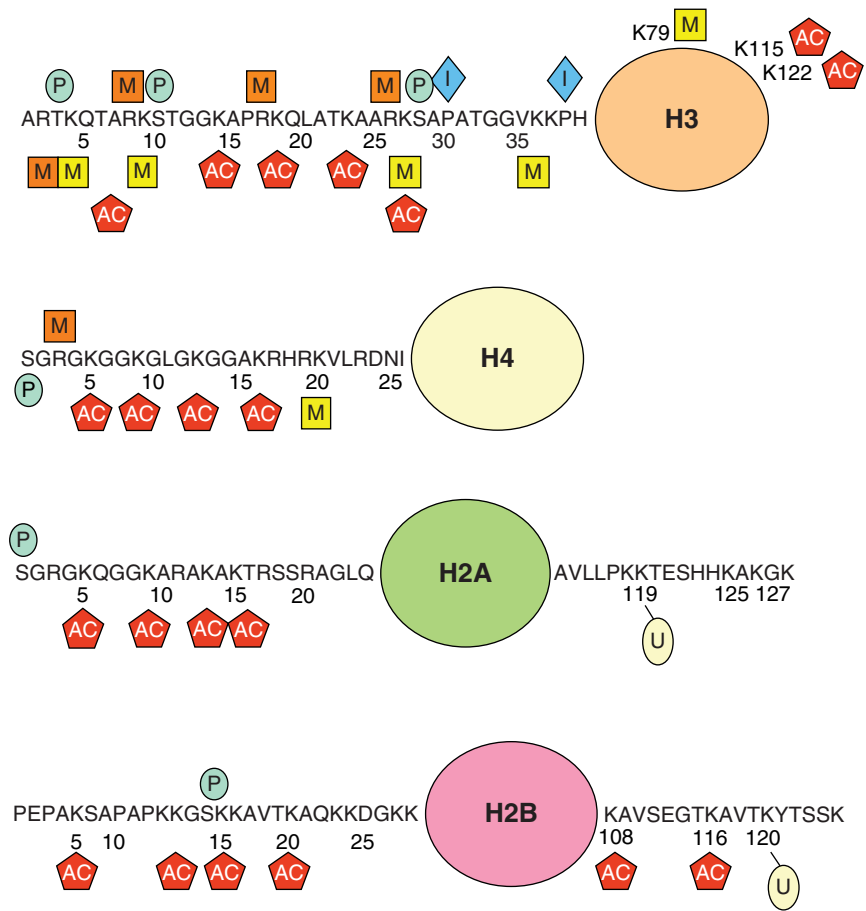 K79 M
K115 AC
K122 AC
P M P M M P I I
ARTKQTARKSTGGKAPRKQLATKAARKSAPATGGVKKPH
H3
5 10 15 20 25 30 35
M M M AC AC AC M M
AC AC
M
SGRGKGGKGLGKGGAKRHRKVLRDNI
H4
5 10 15 20 25
P
AC AC AC AC M
P
SGRGKQGGKARAKAKTRSSRAGLQ
H2A
AVLLPKKTESHHKAKGK
5 10 15 20
119 125 127
AC AC AC AC
U
P
PEPAKSAPAPKKGSKKAVTKAQKKDGKK
H2B
KAVSEGTKAVTKYTSSK
5 10 15 20 25
108 116 120
AC AC AC AC
AC AC
U